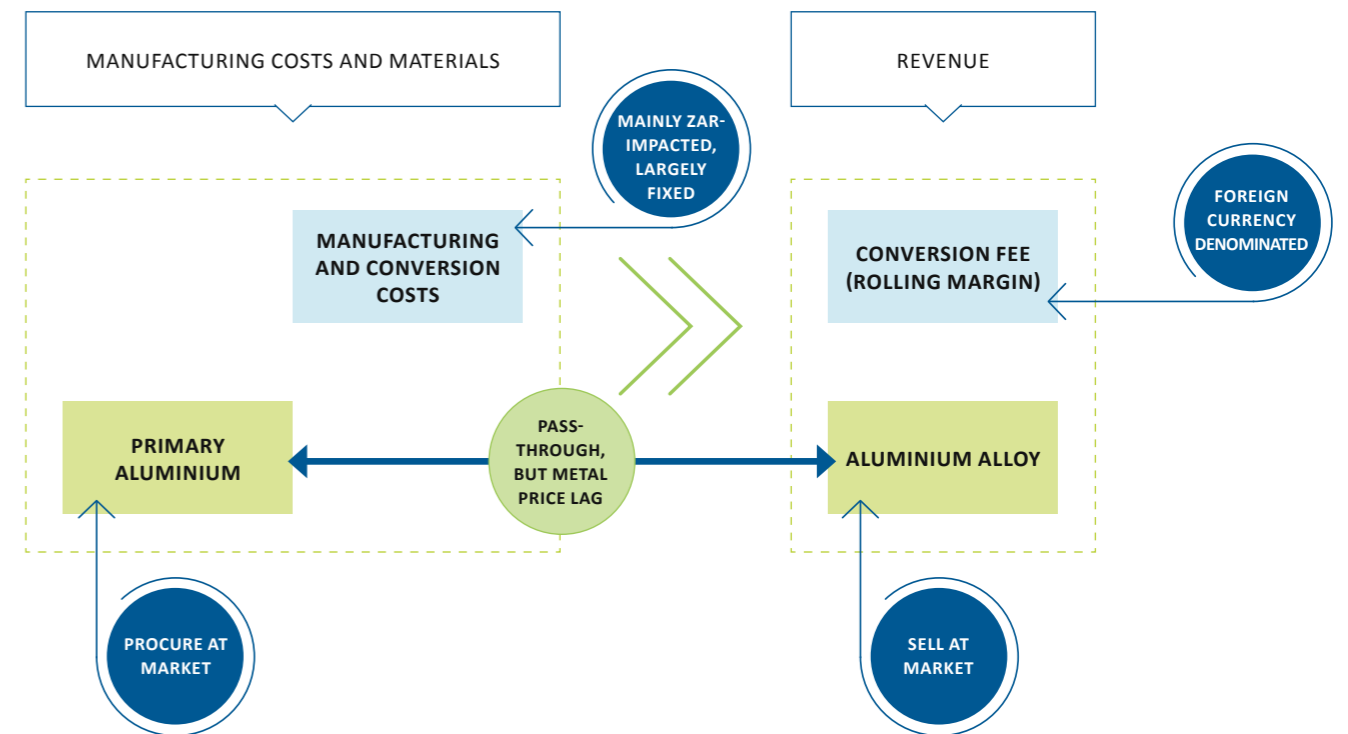 MANUFACTURING COSTS AND MATERIALS
REVENUE
MAINLY ZAR-
IMPACTED,
LARGELY
FIXED
FOREIGN
CURRENCY
DENOMINATED
MANUFACTURING
AND CONVERSION
COSTS
CONVERSION FEE
(ROLLING MARGIN)
PRIMARY
ALUMINIUM
PASS-
THROUGH,
BUT METAL
PRICE LAG
ALUMINIUM ALLOY
PROCURE AT
MARKET
SELL AT
MARKET